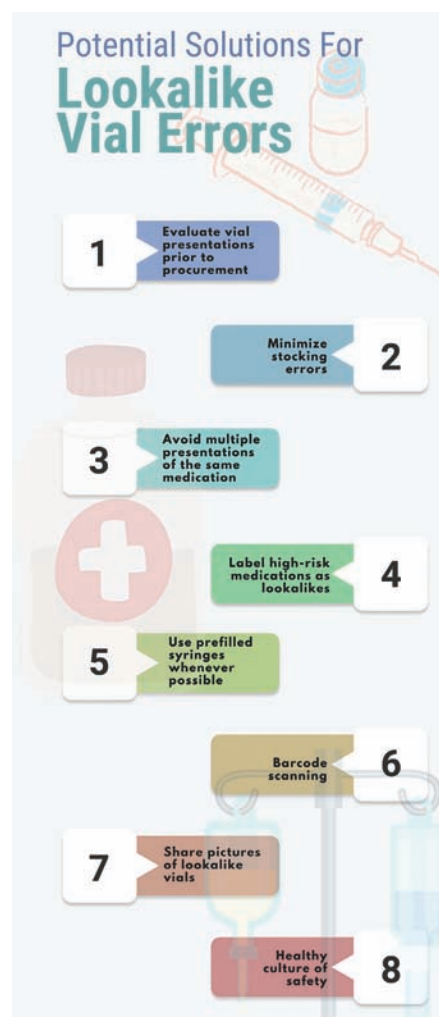 Potential Solutions For
Lookalike
Vial Errors
1
Evaluate vial
presentations
prior to
procurement
Minimize
stocking
errors
2
3
Avoid multiple
presentations
of the same
medication
Label high-risk
medications as
lookalikes
4
5
Use prefilled
syringes
whenever
possible
Barcode
scanning
6
7
Share pictures
of lookalike
vials
Healthy
culture of
safety
8